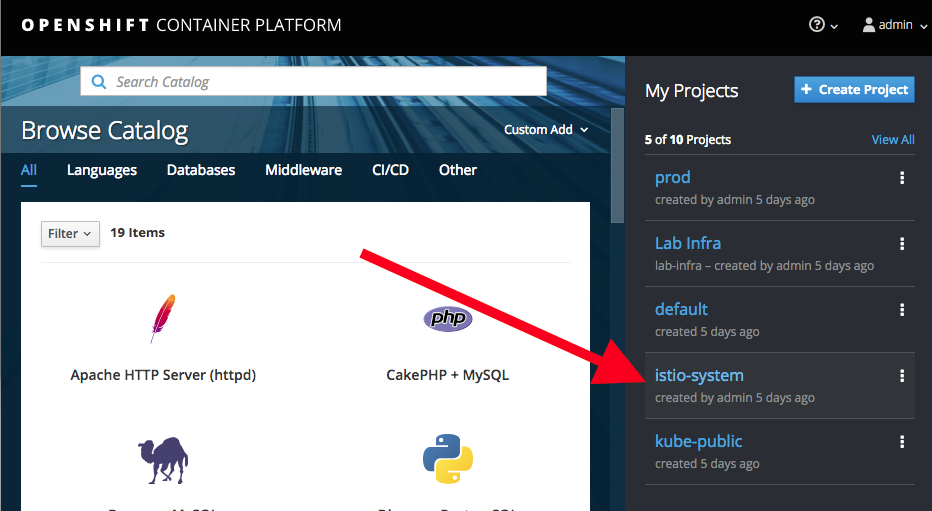 OPENSHIFT CONTAINER PLATFORM
admin
Search Catalog
Browse Catalog
Custom Add
All Languages Databases Middleware CI/CD Other
Filter
19 Items
Apache HTTP Server (httpd)
php
CakePHP + MySQL
My Projects
+ Create Project
5 of 10 Projects
View All
prod
created by admin 5 days ago
Lab Infra
lab-infra – created by admin 5 days ago
default
created 5 days ago
istio-system
created by admin 5 days ago
kube-public
created 5 days ago